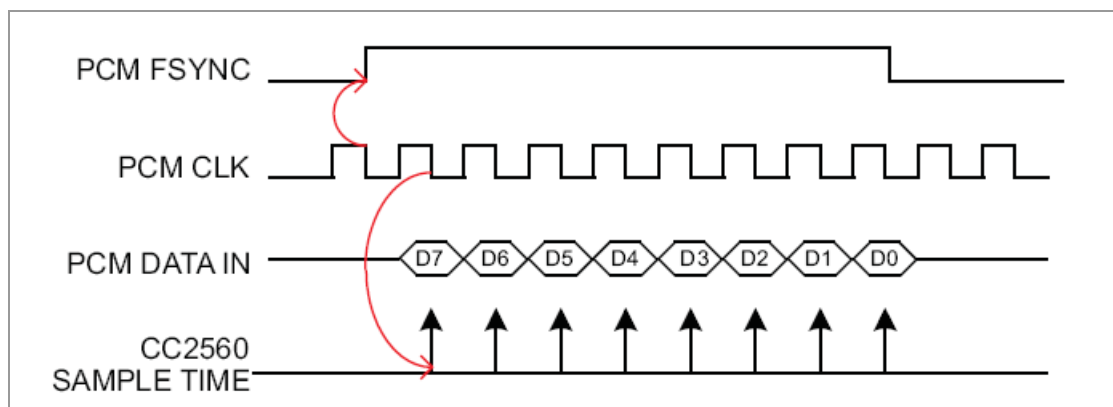 PCM FSYNC
PCM CLK
PCM DATA IN
D7 D6 D5 D4 D3 D2 D1 D0
CC2560
SAMPLE TIME